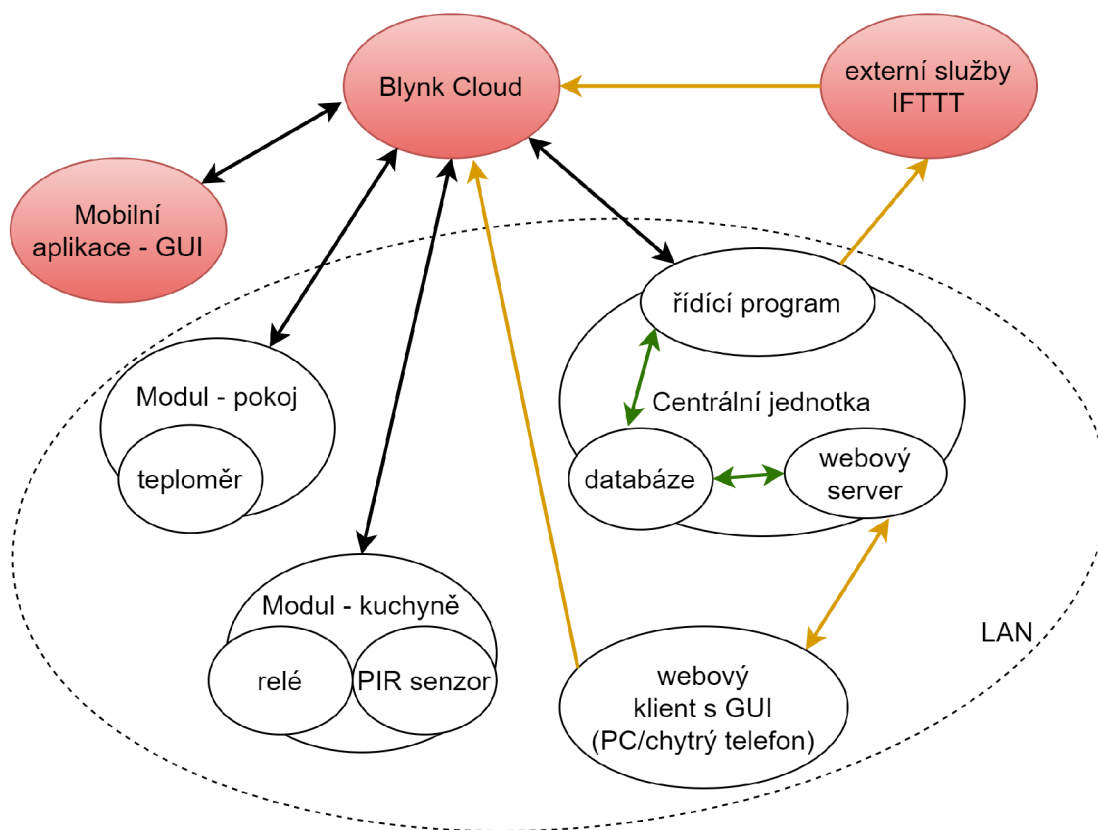 Blynk Cloud
externí služby
IFTTT
Mobilní
aplikace - GUI
řídící program
Modul - pokoj
teploměr
Centrální jednotka
databáze
webový
server
Modul - kuchyně
relé
PIR senzor
LAN
webový
klient s GUI
(PC/chytrý telefon)